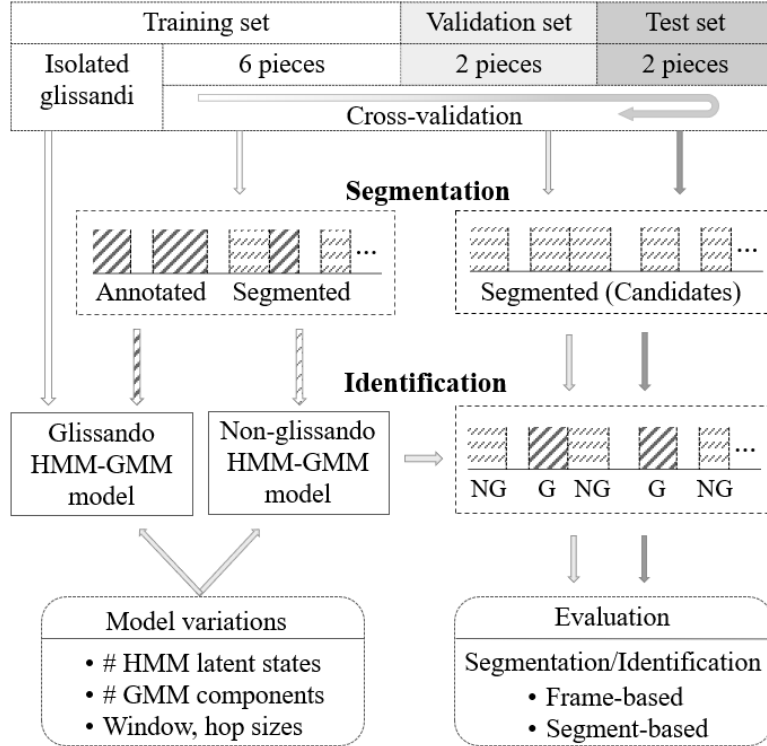 Training set
Validation set
Test set
Isolated
glissandi
6 pieces
2 pieces
2 pieces
Cross-validation
Segmentation
...
Annotated
Segmented
...
Segmented (Candidates)
Identification
Glissando
HMM-GMM
model
Non-glissando
HMM-GMM
model
...
NG G NG G NG
Model variations
• # HMM latent states
• # GMM components
• Window, hop sizes
Evaluation
Segmentation/Identification
• Frame-based
• Segment-based